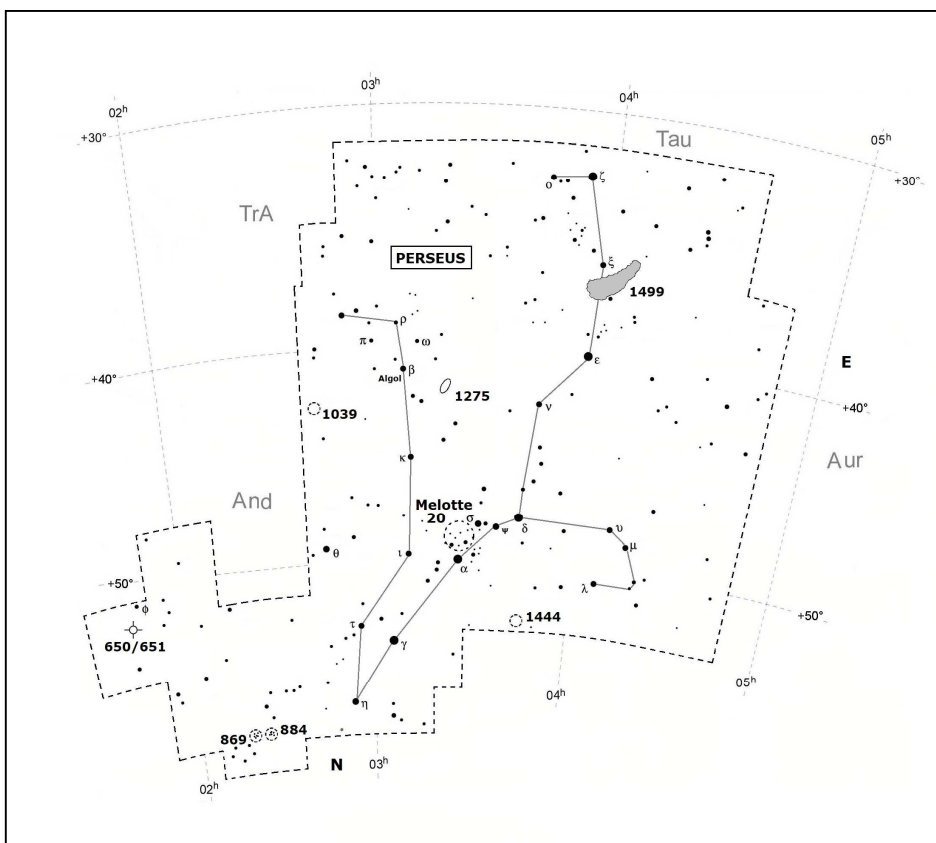 03ʰ
04ʰ
02ʰ
05ʰ
+30°
Tau
+30°
ο
ζ
TrA
PERSEUS
ξ
1499
ρ
π
ω
ε
E
β
Algol
+40°
1275
ν
+40°
1039
κ
Aur
And
Melotte
20
σ
ψ
δ
υ
μ
θ
ι
α
λ
+50°
φ
1444
+50°
τ
650/651
γ
05ʰ
04ʰ
η
869
884
N
03ʰ
02ʰ